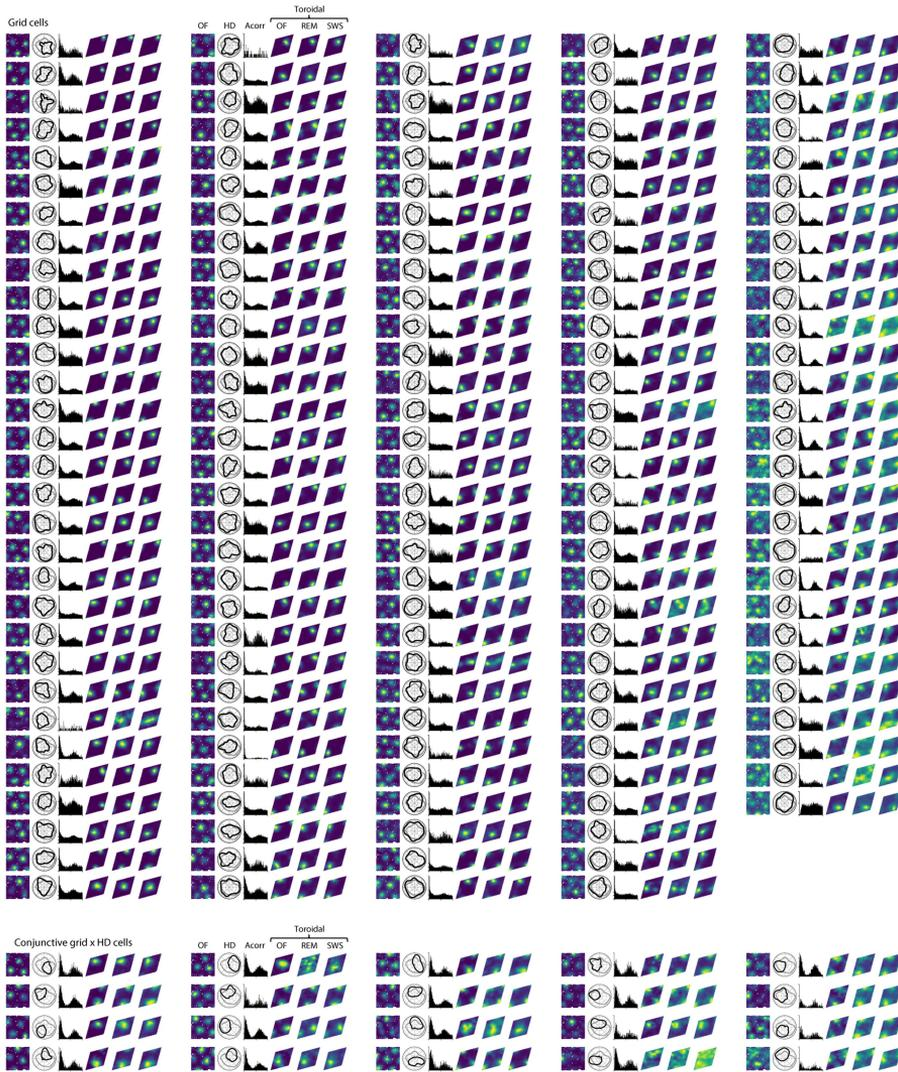 Toroidal
Grid cells
OF HD Acorr OF REM SWS
Toroidal
Conjunctive grid x HD cells
OF HD Acorr OF REM SWS